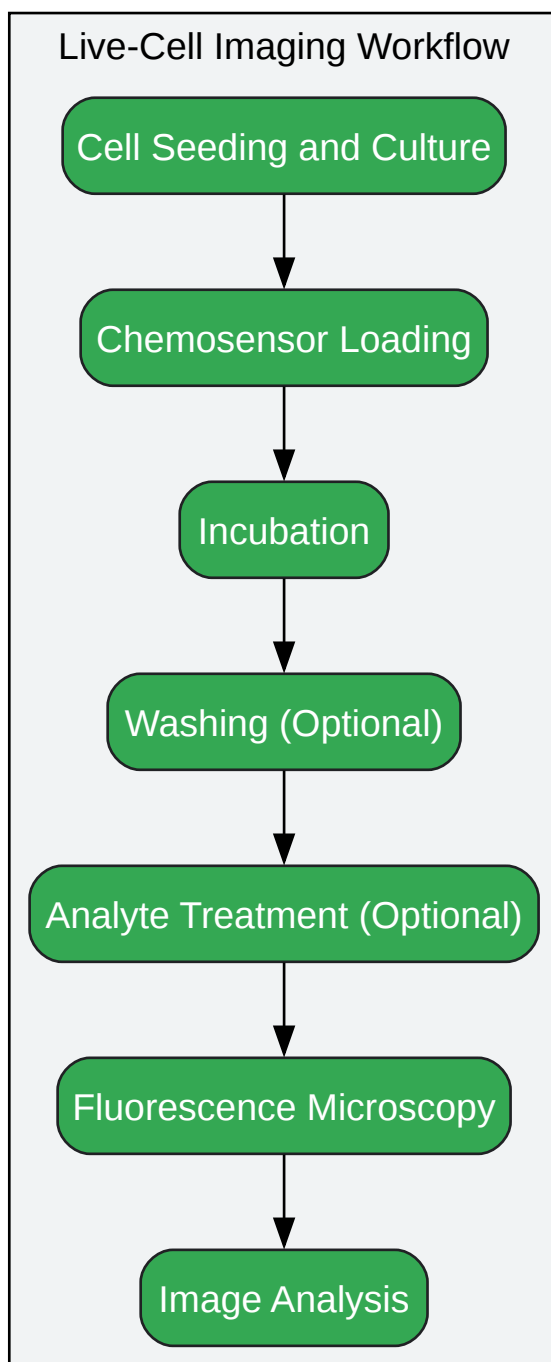 Live-Cell Imaging Workflow
Cell Seeding and Culture
Chemosensor Loading
Incubation
Washing (Optional)
Analyte Treatment (Optional)
Fluorescence Microscopy
Image Analysis